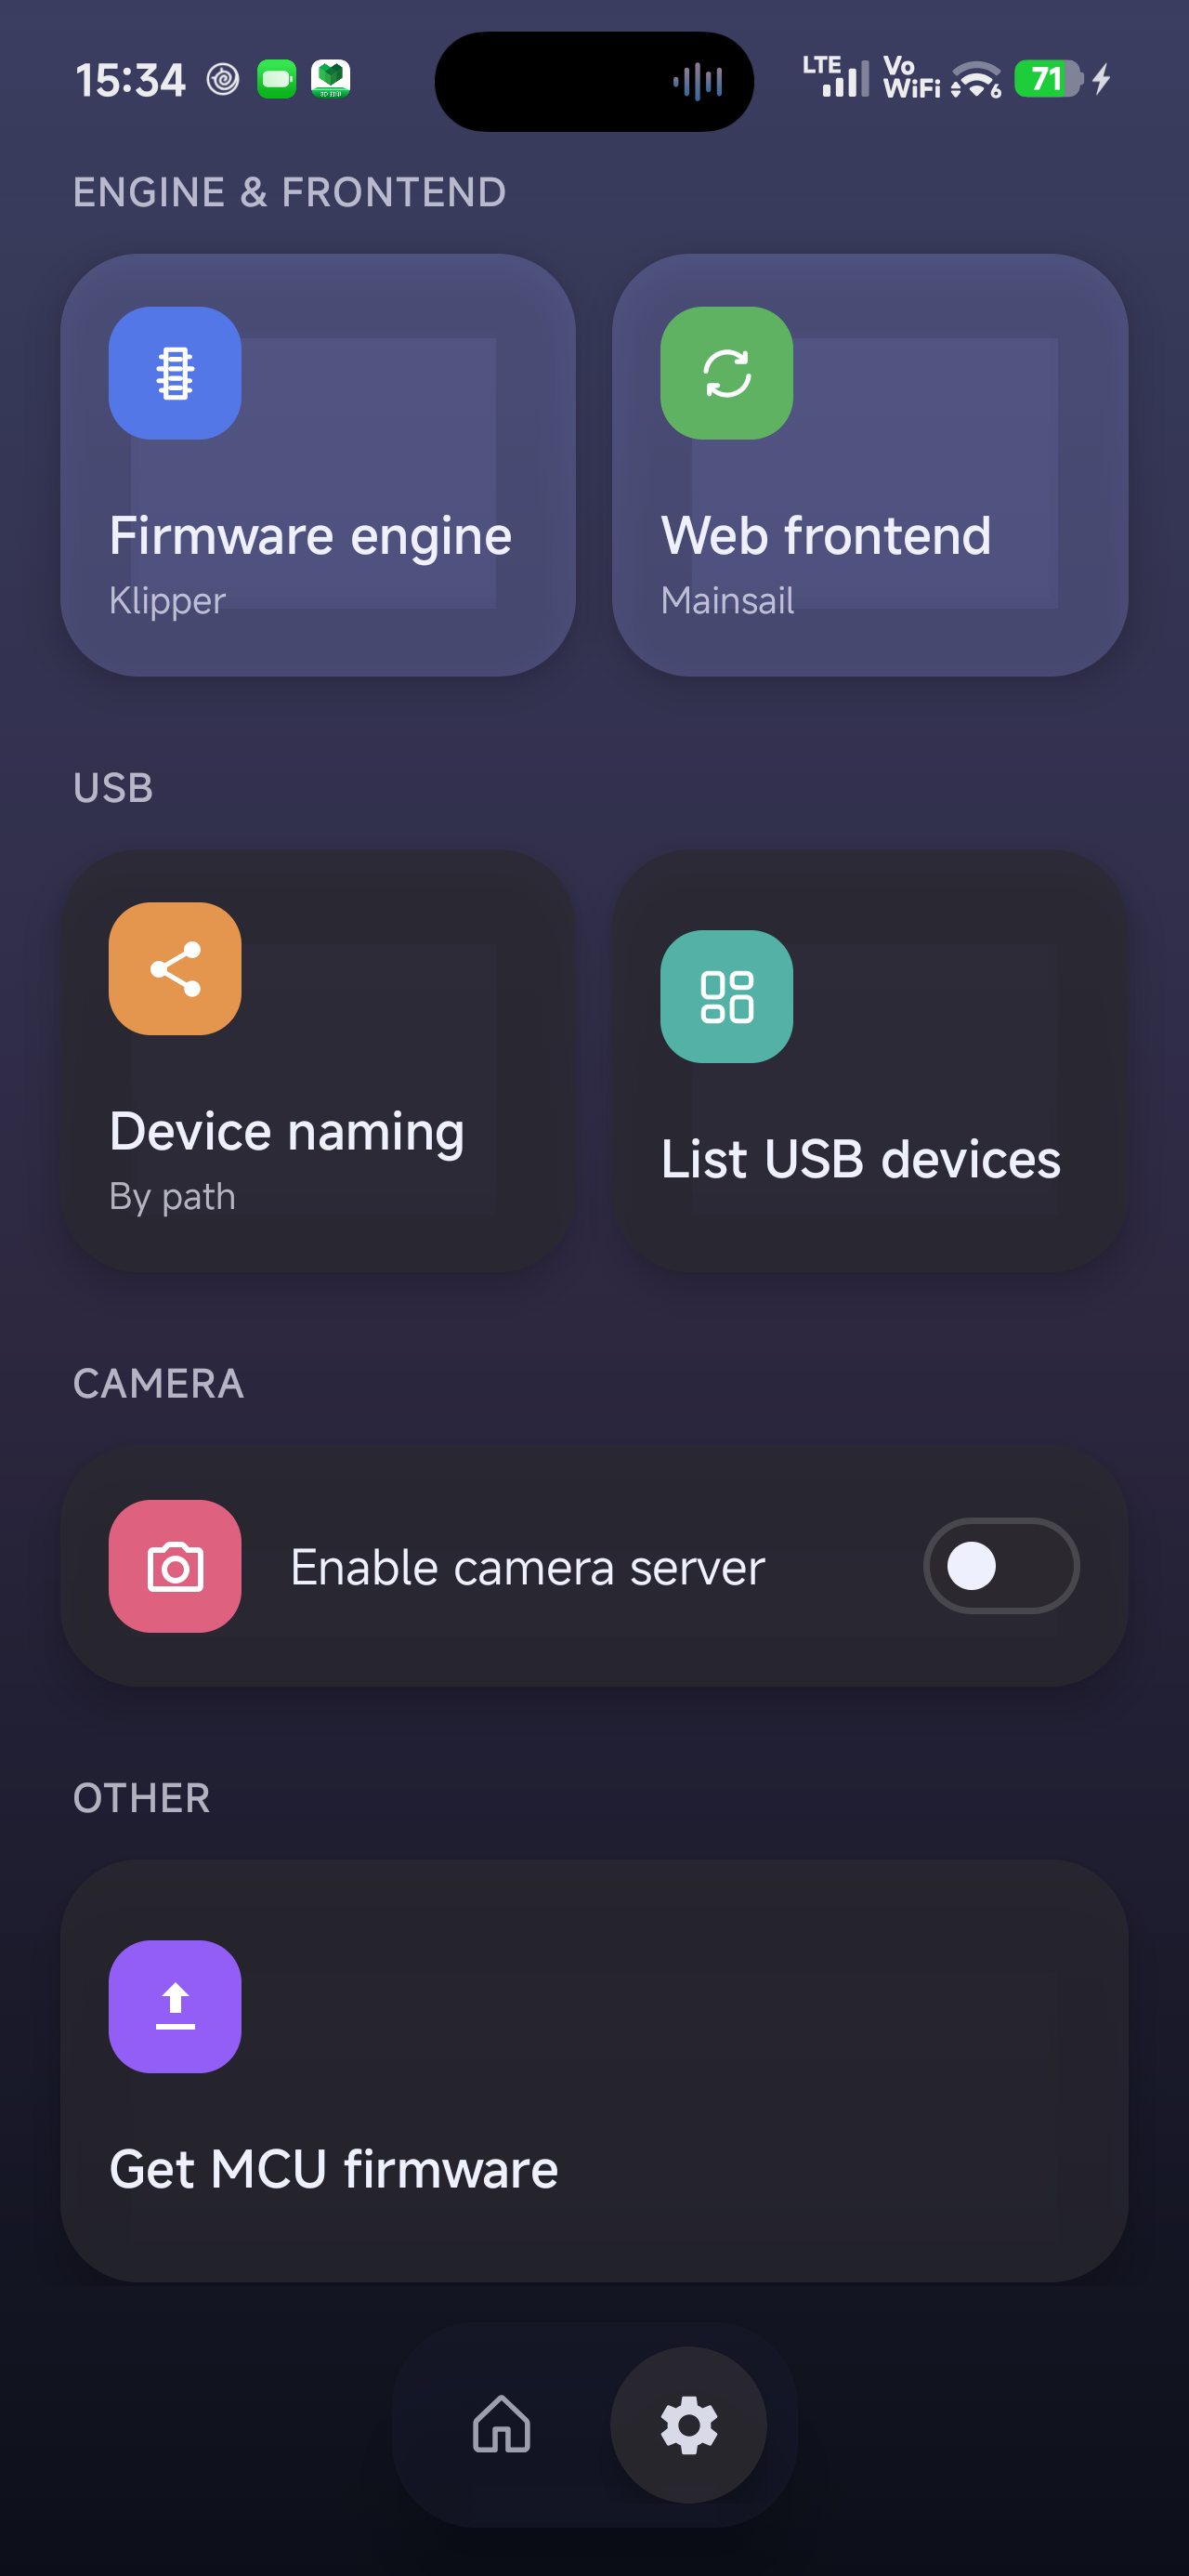 15:34
LTE
Vo
WiFi
6
71
ENGINE & FRONTEND
Firmware engine
Klipper
Web frontend
Mainsail
USB
Device naming
By path
List USB devices
CAMERA
Enable camera server
OTHER
Get MCU firmware